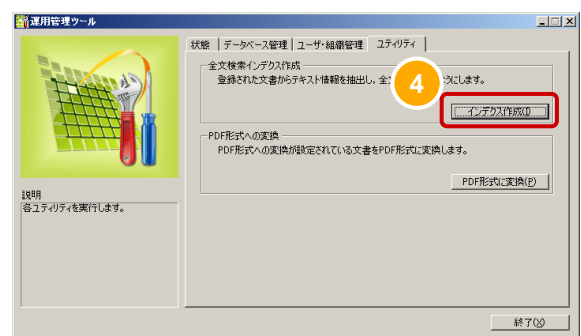 運用管理ツール
状態 データベース管理 ユーザ・組織管理 ユティリティ
全文検索インデクス作成
登録された文書からテキスト情報を抽出し、全文
にします。
4
インデクス作成(I)
PDF形式への変換
PDF形式への変換が設定されている文書をPDF形式に変換します。
PDF形式に変換(P)
説明
各ユティリティを実行します。
終了(X)